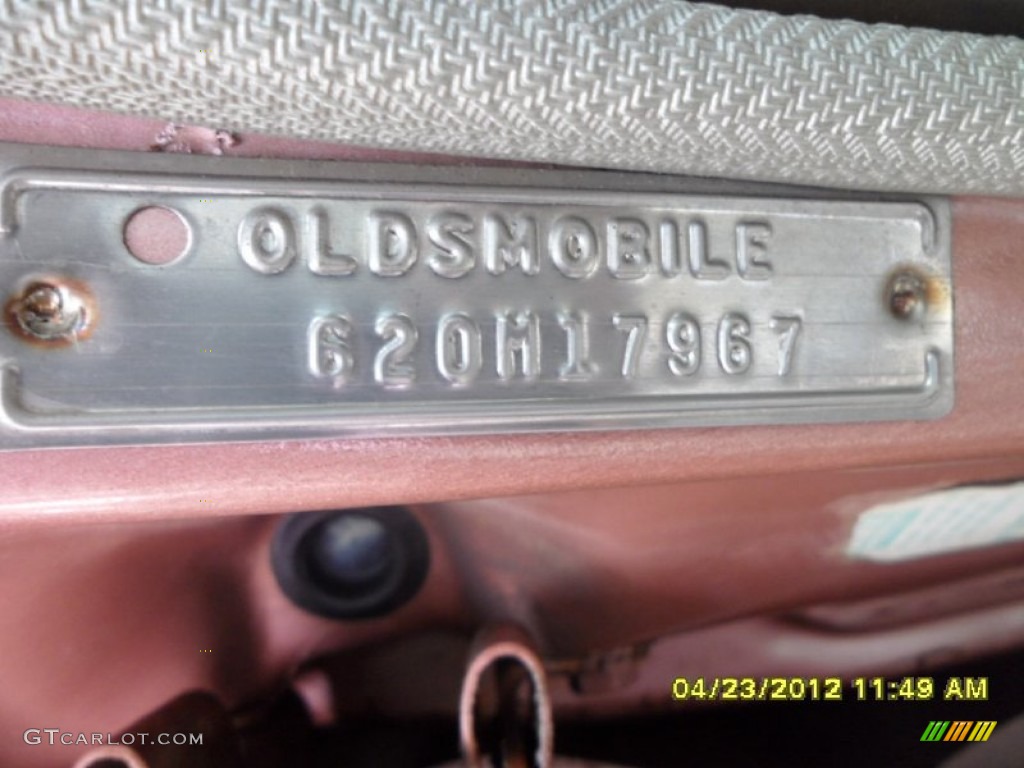 OLDSMOBILE
620M17967
04/23/2012 11:49 AM
GTCARLOT.COM